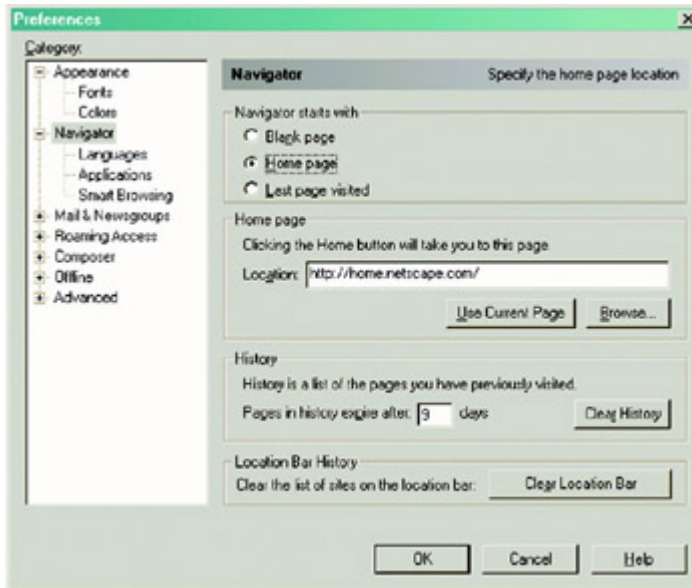 Preferences
Category:
Appearance
Fonts
Colors
Navigator
Languages
Applications
Smart Browsing
Mail & Newsgroups
Roaming Access
Composer
Offline
Advanced
Navigator Specify the home page location
Navigator starts with
Blank page
Home page
Last page visited
Home page
Clicking the Home button will take you to this page.
Location: http://home.netscape.com/
Use Current Page Browse...
History
History is a list of the pages you have previously visited.
Pages in history expire after: 9 days Clear History
Location Bar History
Clear the list of sites on the location bar: Clear Location Bar
OK Cancel Help